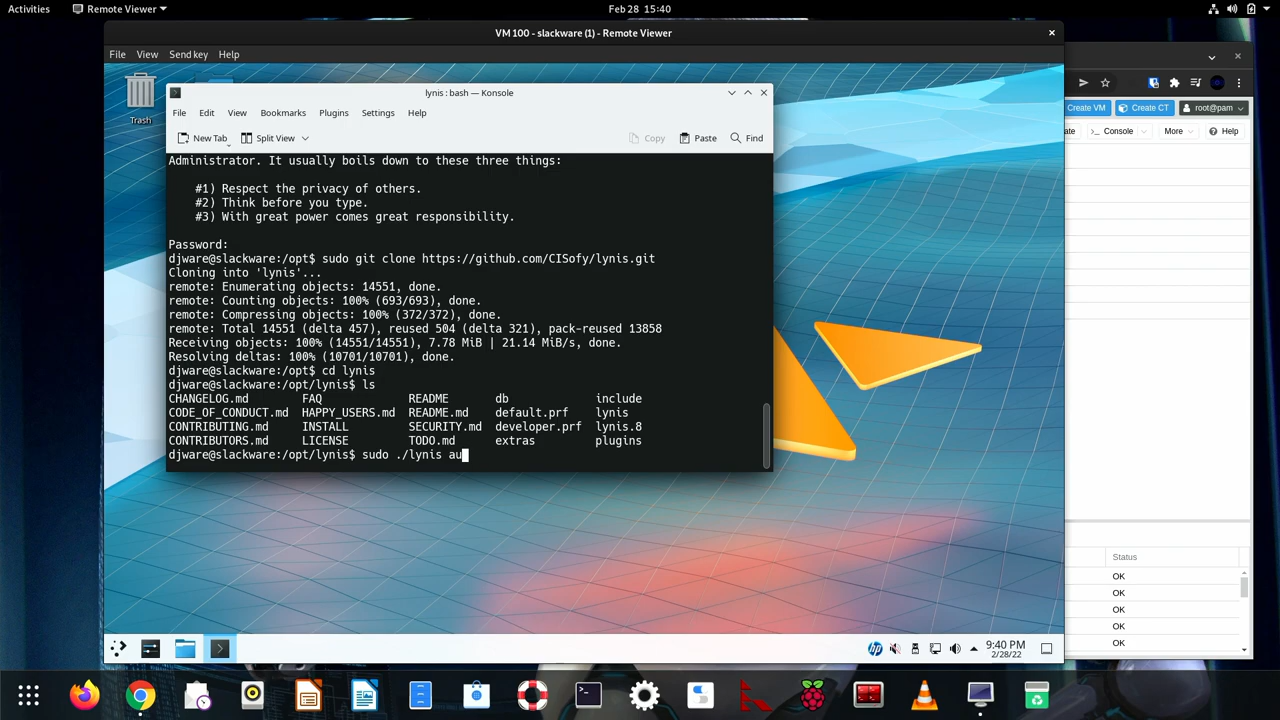 Activities
Remote Viewer
Feb 28 15:40
VM 100 - slackware (1) - Remote Viewer
File View Send key Help
Trash
lynis : bash — Konsole
File Edit View Bookmarks Plugins Settings Help
New Tab Split View Copy Paste Find
Administrator. It usually boils down to these three things:
#1) Respect the privacy of others.
#2) Think before you type.
#3) With great power comes great responsibility.
Password:
djware@slackware:/opt$ sudo git clone https://github.com/CISofy/lynis.git
Cloning into 'lynis'...
remote: Enumerating objects: 14551, done.
remote: Counting objects: 100% (693/693), done.
remote: Compressing objects: 100% (372/372), done.
remote: Total 14551 (delta 457), reused 504 (delta 321), pack-reused 13858
Receiving objects: 100% (14551/14551), 7.78 MiB | 21.14 MiB/s, done.
Resolving deltas: 100% (10701/10701), done.
djware@slackware:/opt$ cd lynis
djware@slackware:/opt/lynis$ ls
CHANGELOG.md FAQ README db include
CODE_OF_CONDUCT.md HAPPY_USERS.md README.md default.prf lynis
CONTRIBUTING.md INSTALL SECURITY.md developer.prf lynis.8
CONTRIBUTORS.md LICENSE TODO.md extras plugins
djware@slackware:/opt/lynis$ sudo ./lynis au
Create VM Create CT root@pam
ate Console More Help
Status
OK
OK
OK
OK
OK
hp
9:40 PM
2/28/22